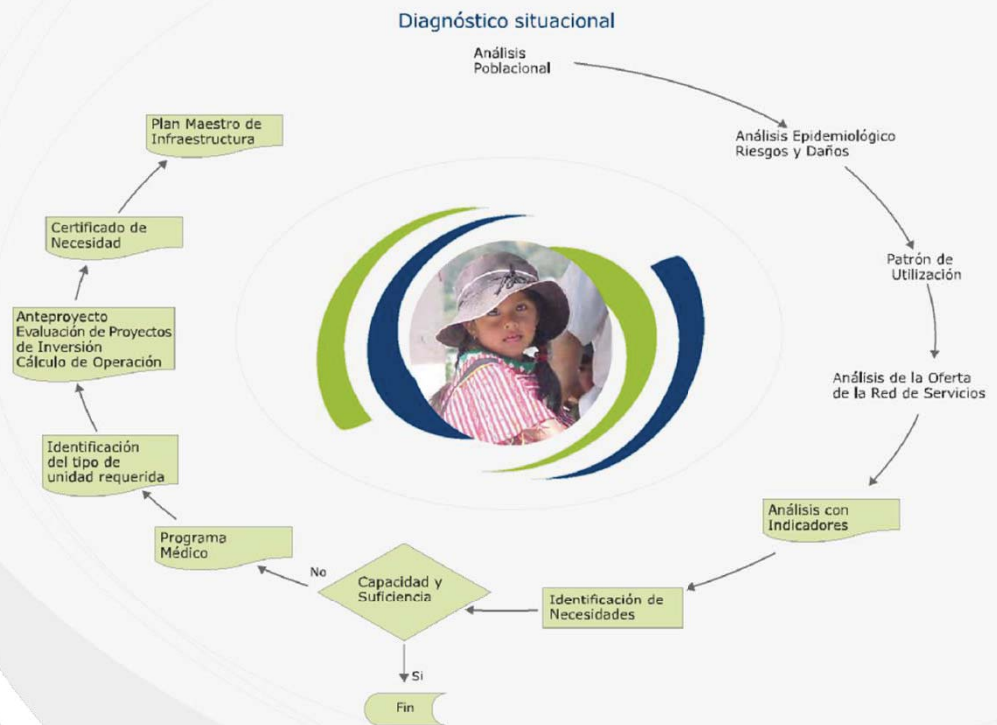 Diagnóstico situacional
Análisis
Poblacional
Análisis Epidemiológico
Riesgos y Daños
Patrón de
Utilización
Análisis de la Oferta
de la Red de Servicios
Análisis con
Indicadores
Identificación de
Necesidades
Capacidad y
Suficiencia
Si
Fin
No
Programa
Médico
Identificación
del tipo de
unidad requerida
Anteproyecto
Evaluación de Proyectos
de Inversión
Cálculo de Operación
Certificado de
Necesidad
Plan Maestro de
Infraestructura